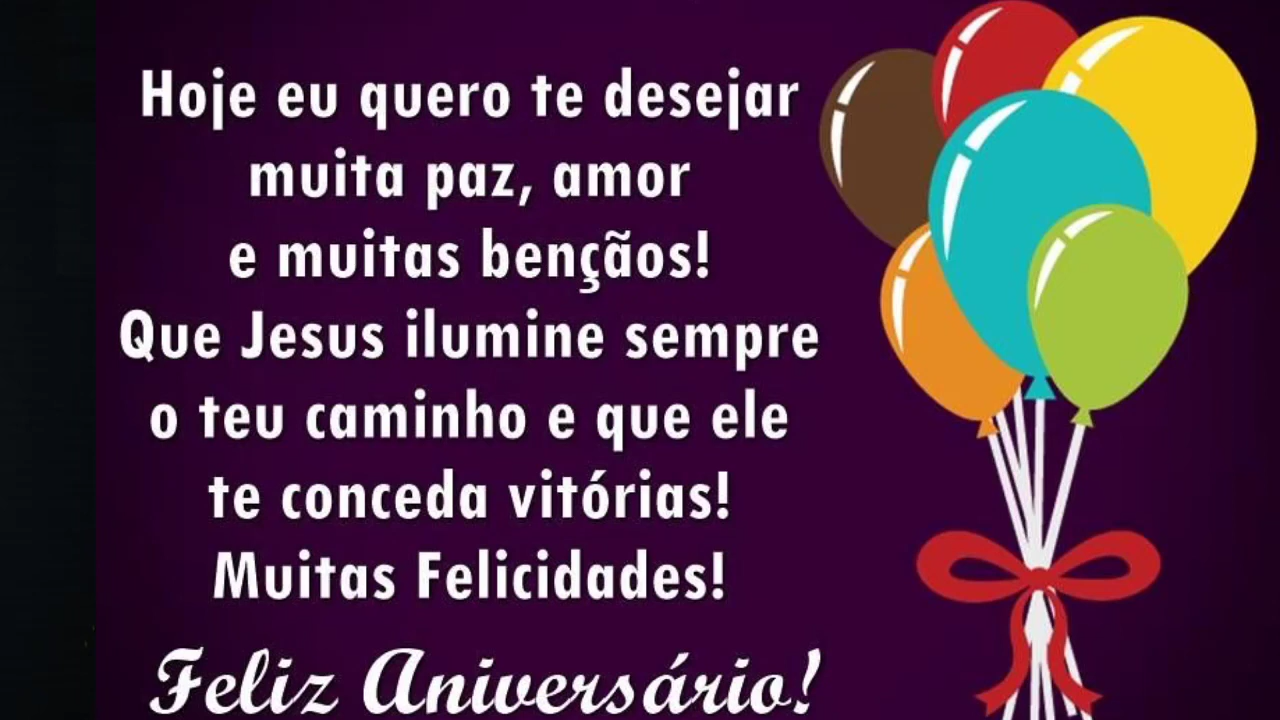 Hoje eu quero te desejar
muita paz, amor
e muitas bençãos!
Que Jesus ilumine sempre
o teu caminho e que ele
te conceda vitórias!
Muitas Felicidades!
Feliz Aniversário!